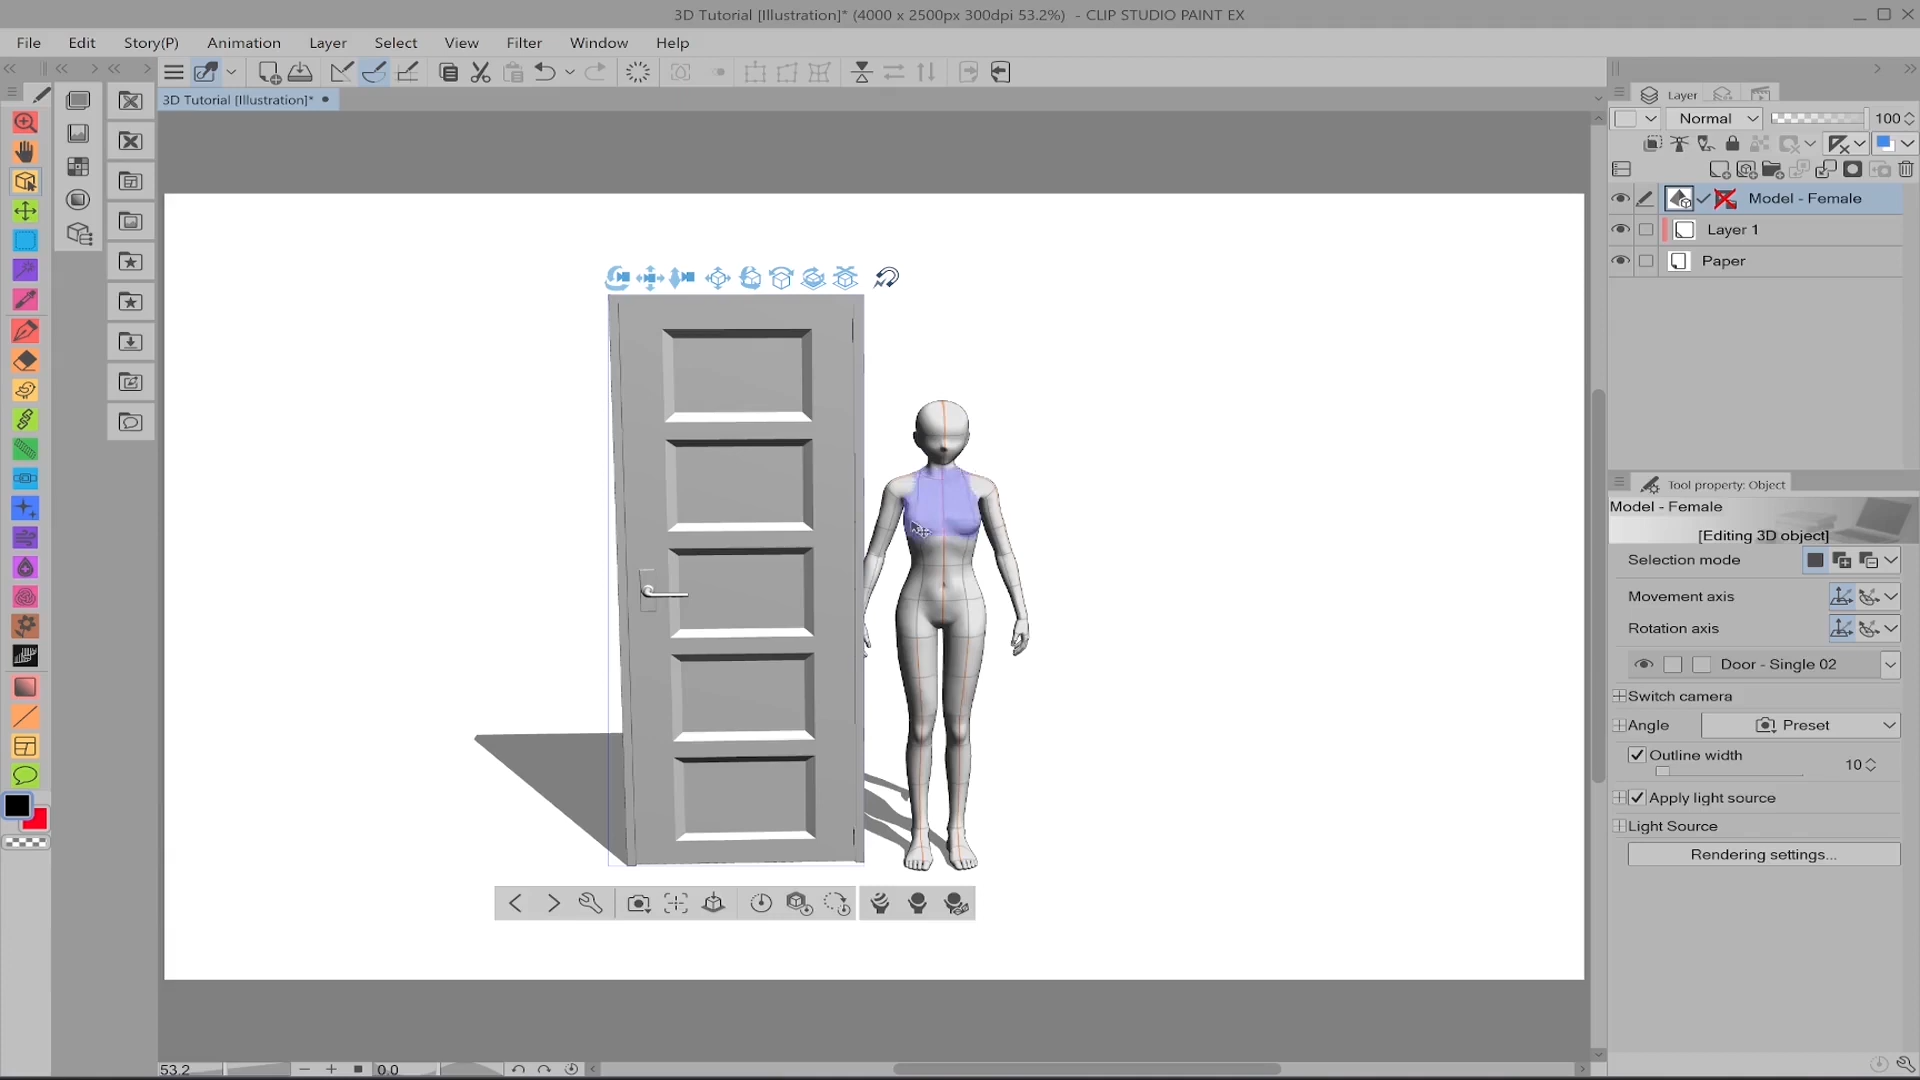 3D Tutorial [Illustration]* (4000 x 2500px 300dpi 53.2%) - CLIP STUDIO PAINT EX
File Edit Story(P) Animation Layer Select View Filter Window Help
3D Tutorial [Illustration]*
Layer
Normal 100
Model - Female
Layer 1
Paper
Tool property: Object
Model - Female
[Editing 3D object]
Selection mode
Movement axis
Rotation axis
Door - Single 02
Switch camera
Angle Preset
Outline width 10
Apply light source
Light Source
Rendering settings...
53.2 0.0